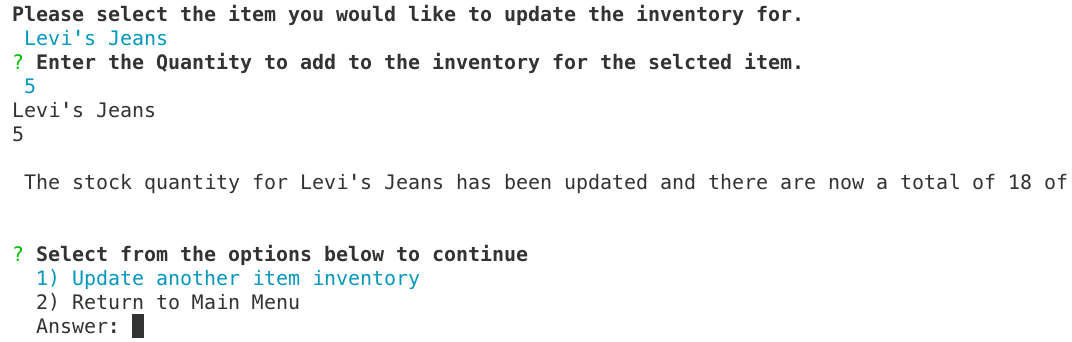 Please select the item you would like to update the inventory for.
Levi's Jeans
? Enter the Quantity to add to the inventory for the selcted item.
5
Levi's Jeans
5
The stock quantity for Levi's Jeans has been updated and there are now a total of 18 of
? Select from the options below to continue
1) Update another item inventory
2) Return to Main Menu
Answer: